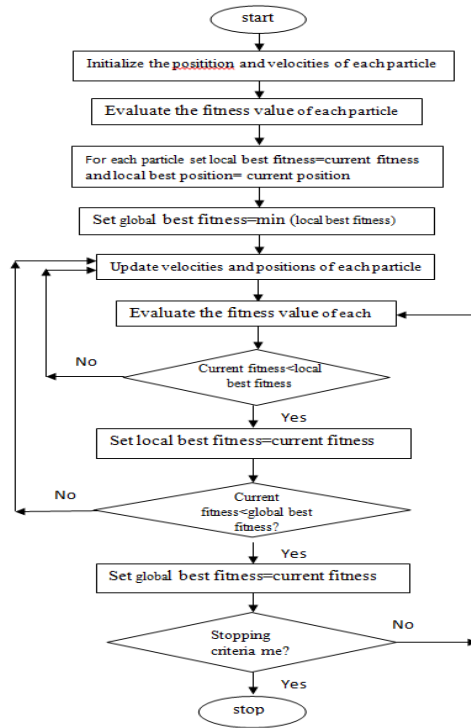 start
Initialize the positition and velocities of each particle
Evaluate the fitness value of each particle
For each particle set local best fitness=current fitness
and local best position= current position
Set global best fitness=min (local best fitness)
Update velocities and positions of each particle
Evaluate the fitness value of each
No
Current fitness<local
best fitness
Yes
Set local best fitness=current fitness
No
Current
fitness<global best
fitness?
Yes
Set global best fitness=current fitness
No
Stopping
criteria me?
Yes
stop